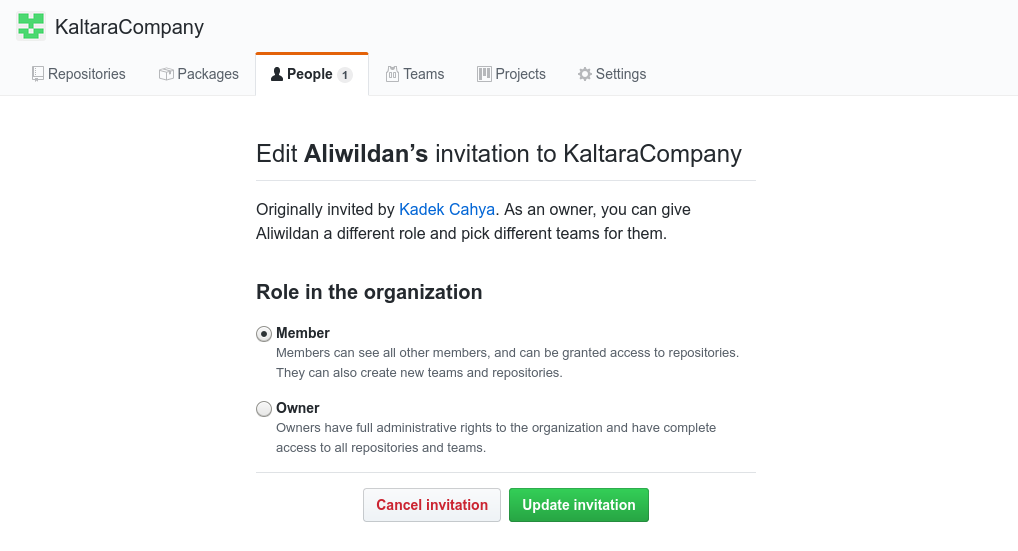 KaltaraCompany
Repositories Packages People 1 Teams Projects Settings
Edit Aliwildan’s invitation to KaltaraCompany
Originally invited by Kadek Cahya. As an owner, you can give
Aliwildan a different role and pick different teams for them.
Role in the organization
Member
Members can see all other members, and can be granted access to repositories.
They can also create new teams and repositories.
Owner
Owners have full administrative rights to the organization and have complete
access to all repositories and teams.
Cancel invitation Update invitation